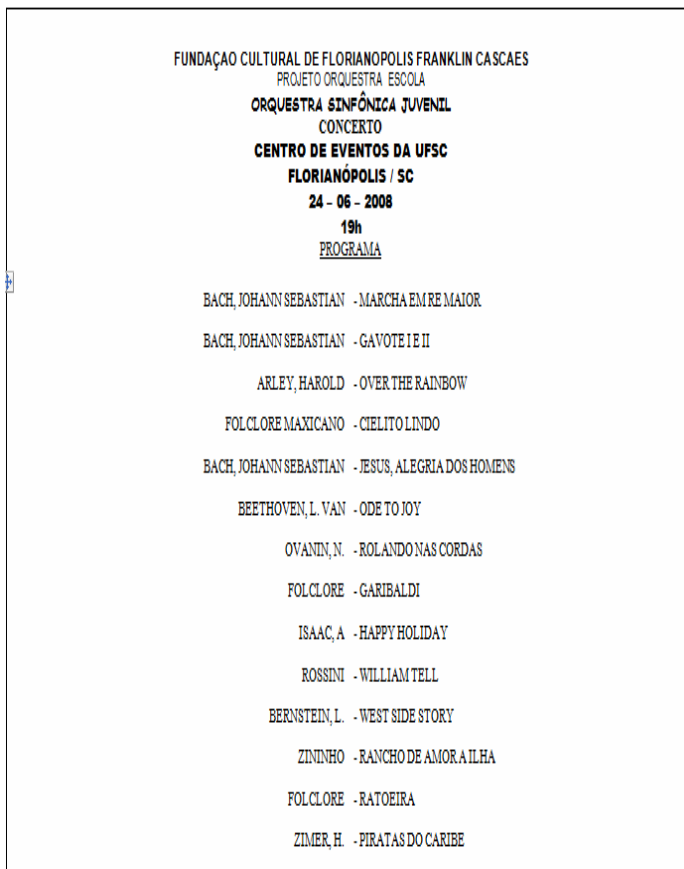 FUNDAÇAO CULTURAL DE FLORIANOPOLIS FRANKLIN CASCAES
PROJETO ORQUESTRA ESCOLA
ORQUESTRA SINFÔNICA JUVENIL
CONCERTO
CENTRO DE EVENTOS DA UFSC
FLORIANÓPOLIS / SC
24 – 06 – 2008
19h
PROGRAMA
BACH, JOHANN SEBASTIAN - MARCHA EM RE MAIOR
BACH, JOHANN SEBASTIAN - GAVOTE I E II
ARLEY, HAROLD - OVER THE RAINBOW
FOLCLORE MAXICANO - CIELITO LINDO
BACH, JOHANN SEBASTIAN - JESUS, ALEGRIA DOS HOMENS
BEETHOVEN, L. VAN - ODE TO JOY
OVANIN, N. - ROLANDO NAS CORDAS
FOLCLORE - GARIBALDI
ISAAC, A - HAPPY HOLIDAY
ROSSINI - WILLIAM TELL
BERNSTEIN, L. - WEST SIDE STORY
ZININHO - RANCHO DE AMOR A ILHA
FOLCLORE - RATOEIRA
ZIMER, H. - PIRATAS DO CARIBE